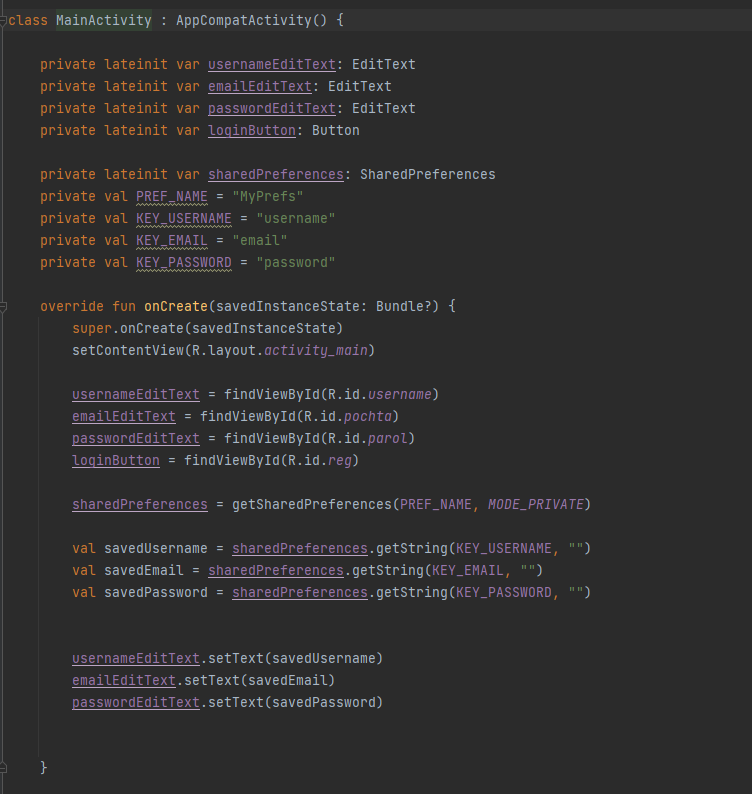 class MainActivity : AppCompatActivity() {
private lateinit var usernameEditText: EditText
private lateinit var emailEditText: EditText
private lateinit var passwordEditText: EditText
private lateinit var loginButton: Button
private lateinit var sharedPreferences: SharedPreferences
private val PREF_NAME = "MyPrefs"
private val KEY_USERNAME = "username"
private val KEY_EMAIL = "email"
private val KEY_PASSWORD = "password"
override fun onCreate(savedInstanceState: Bundle?) {
super.onCreate(savedInstanceState)
setContentView(R.layout.activity_main)
usernameEditText = findViewById(R.id.username)
emailEditText = findViewById(R.id.pochta)
passwordEditText = findViewById(R.id.parol)
loginButton = findViewById(R.id.reg)
sharedPreferences = getSharedPreferences(PREF_NAME, MODE_PRIVATE)
val savedUsername = sharedPreferences.getString(KEY_USERNAME, "")
val savedEmail = sharedPreferences.getString(KEY_EMAIL, "")
val savedPassword = sharedPreferences.getString(KEY_PASSWORD, "")
usernameEditText.setText(savedUsername)
emailEditText.setText(savedEmail)
passwordEditText.setText(savedPassword)
}